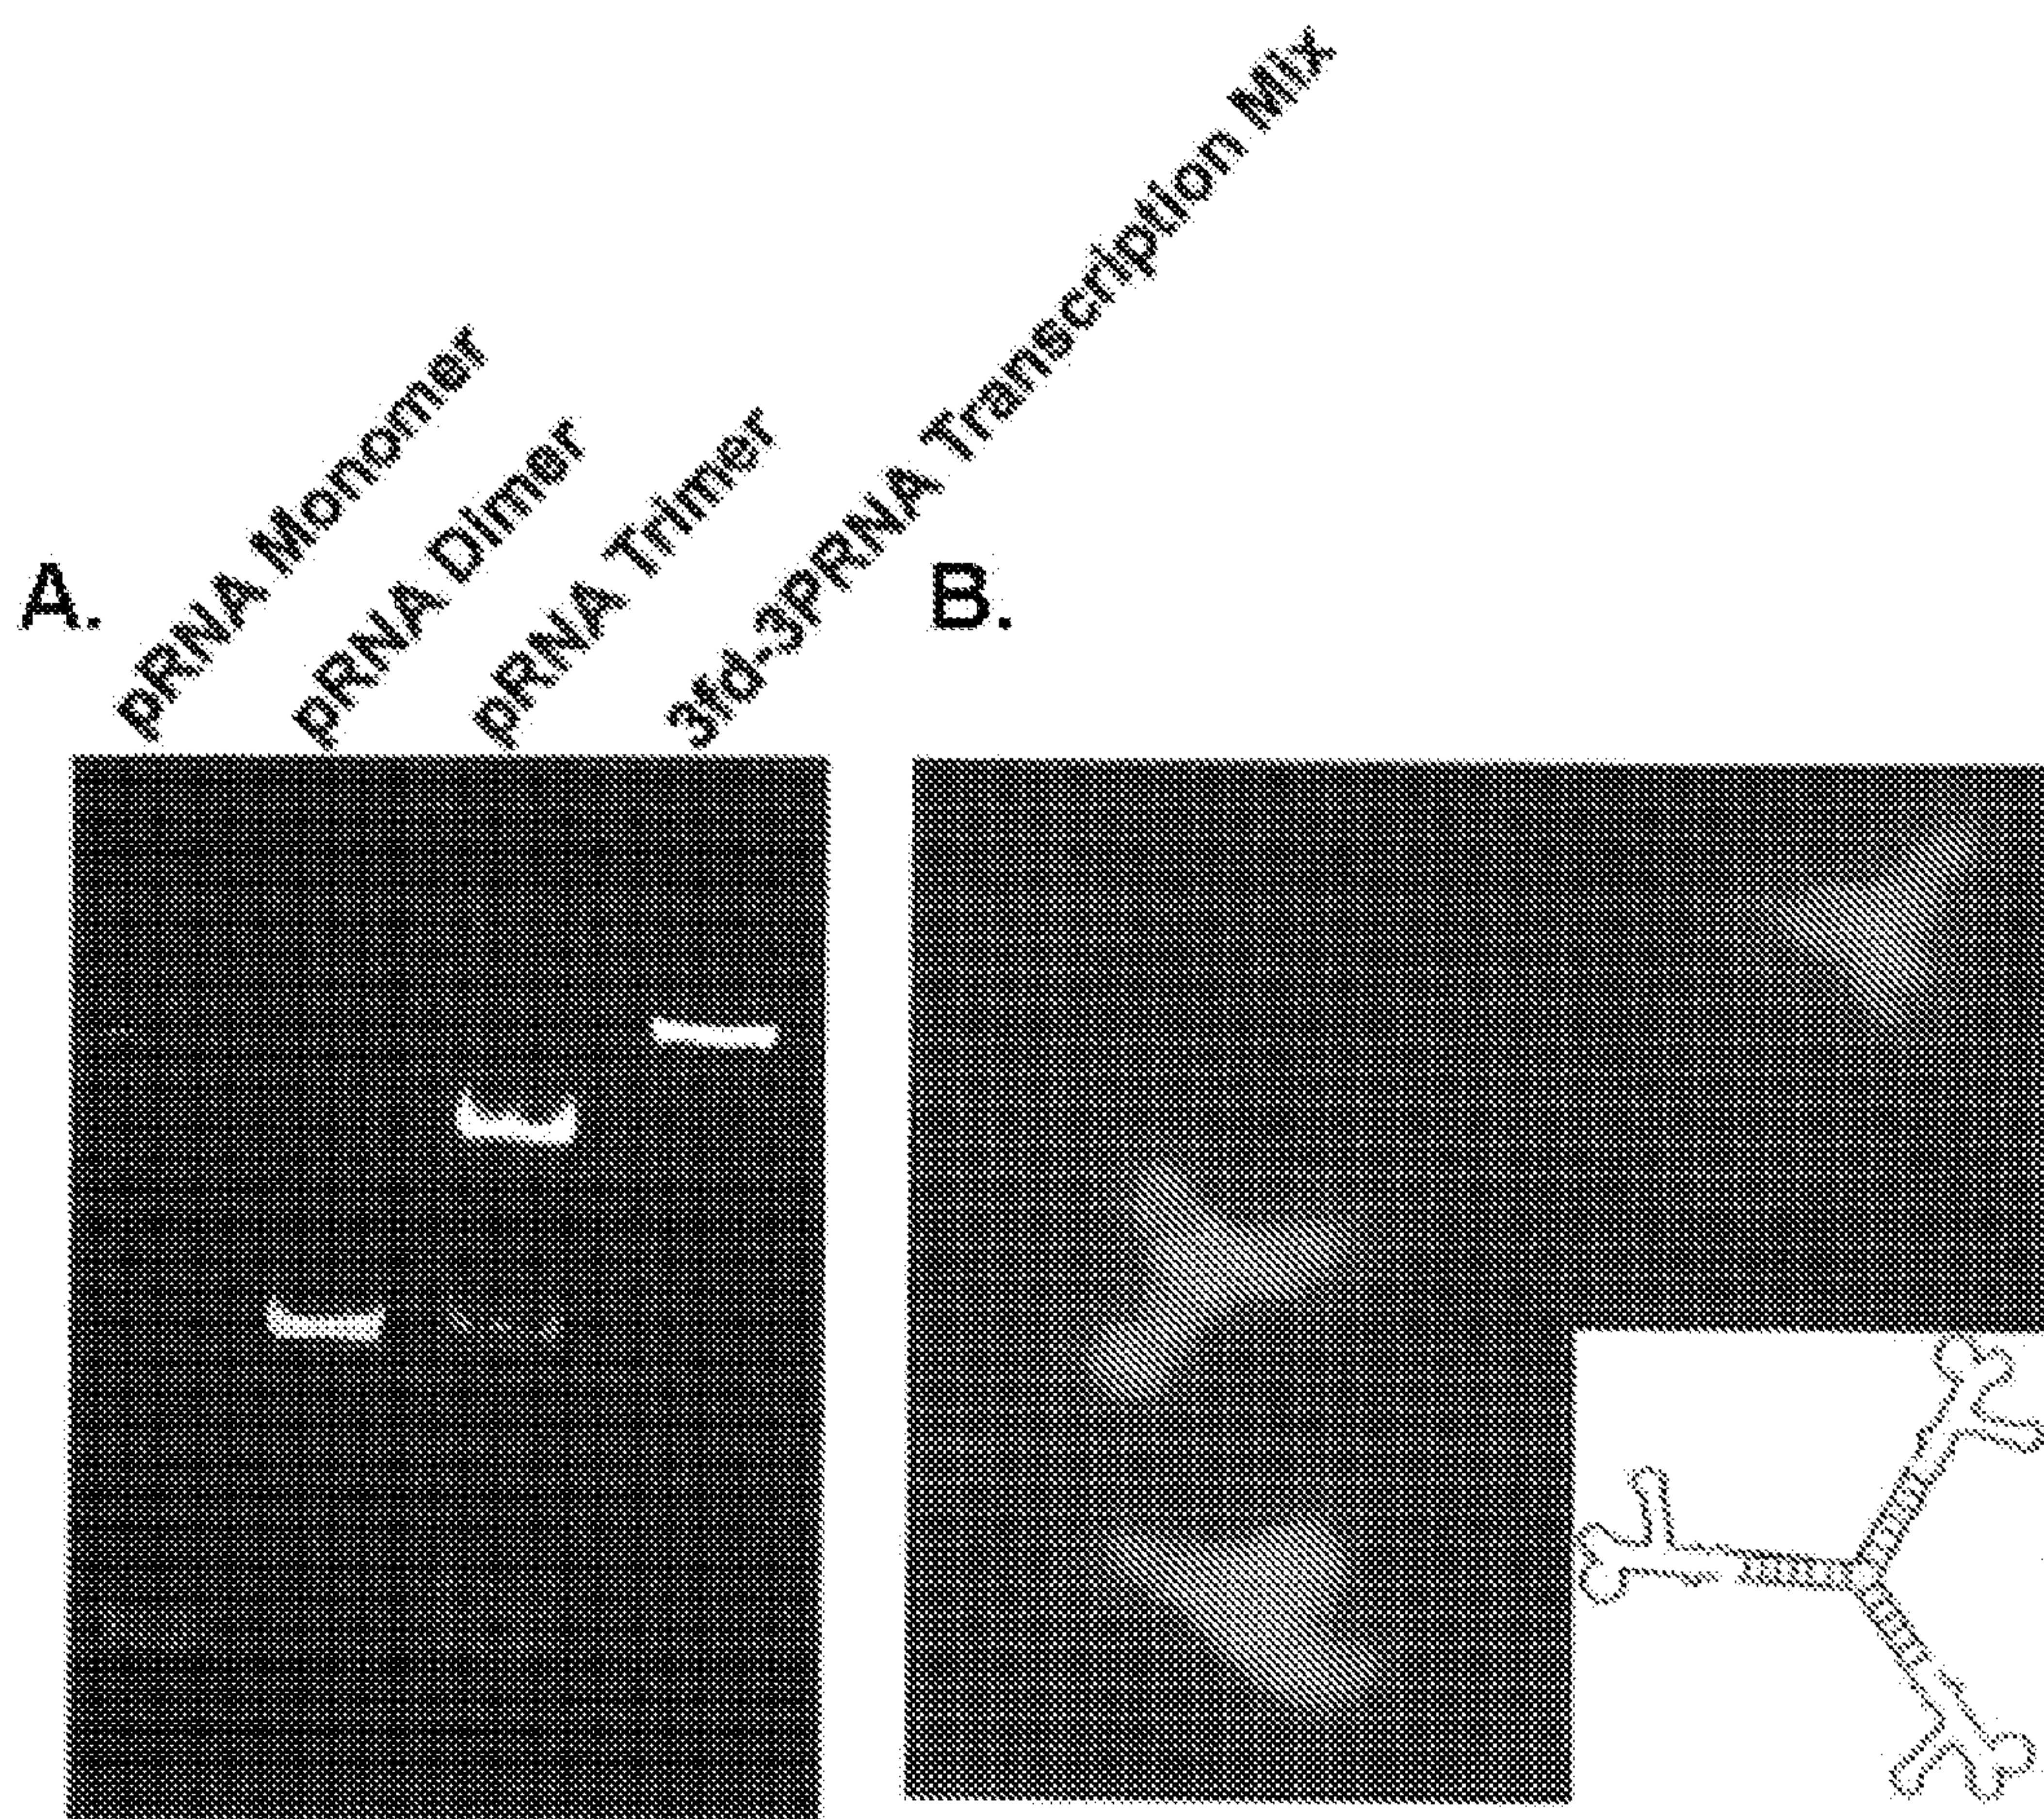 A.
pRNA Monomer
pRNA Dimer
pRNA Trimer
3fd-3PRNA Transcription Mix
B.